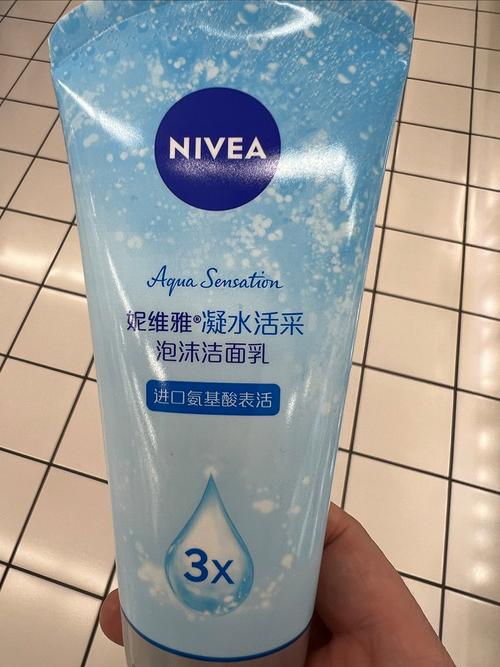 NIVEA
Aqua Sensation
妮维雅®凝水活采
泡沫洁面乳
进口氨基酸表活
3x